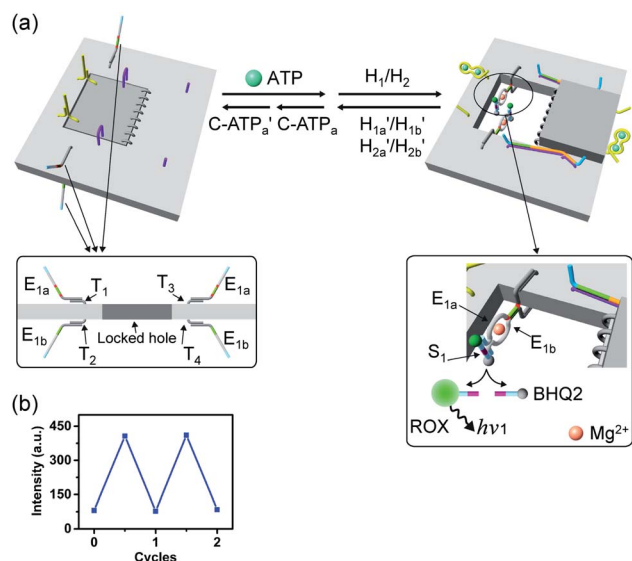 (a)
ATP
H₁/H₂
C-ATPₐ' C-ATPₐ
H₁ₐ'/H₁b'
H₂ₐ'/H₂b'
E₁ₐ T₁ T₃ E₁ₐ
E₁b T₂ Locked hole T₄ E₁b
E₁ₐ
E₁b
S₁
BHQ2
ROX hv₁ Mg²⁺
(b)
Intensity (a.u.)
450
300
150
0
0 1 2
Cycles